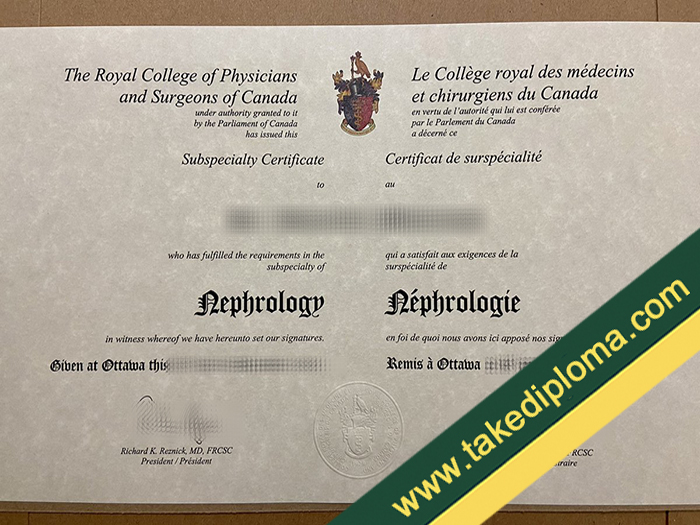 The Royal College of Physicians
and Surgeons of Canada
under authority granted to it
by the Parliament of Canada
has issued this
Subspecialty Certificate
to
who has fulfilled the requirements in the
subspecialty of
Nephrology
in witness whereof we have hereunto set our signatures.
Given at Ottawa this
Richard K. Reznick, MD, FRCSC
President / Président
Le Collège royal des médecins
et chirurgiens du Canada
en vertu de l'autorité qui lui est conférée
par le Parlement du Canada
a décerné ce
Certificat de surspécialité
au
qui a satisfait aux exigences de la
surspécialité de
Néphrologie
en foi de quoi nous avons ici apposé nos
Remis à Ottawa
RCSC
www.takediploma.com